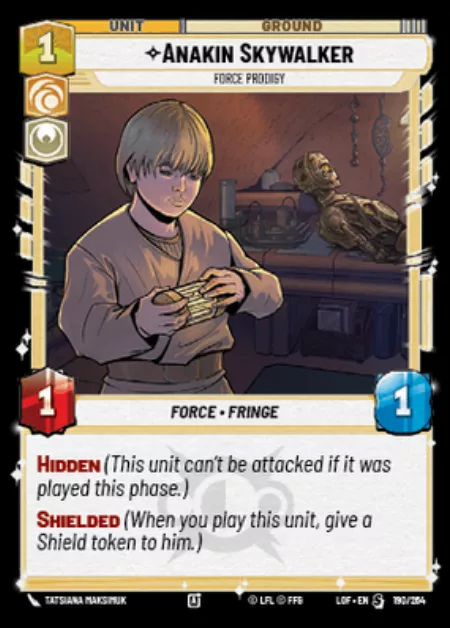 UNIT
GROUND
1
ANAKIN SKYWALKER
FORCE PRODIGY
1
FORCE • FRINGE
1
HIDDEN (This unit can't be attacked if it was
played this phase.)
SHIELDED (When you play this unit, give a
Shield token to him.)
TATSIANA MAKSIMUK
A
© LFL © FFG
LOF • EN
S
190/264